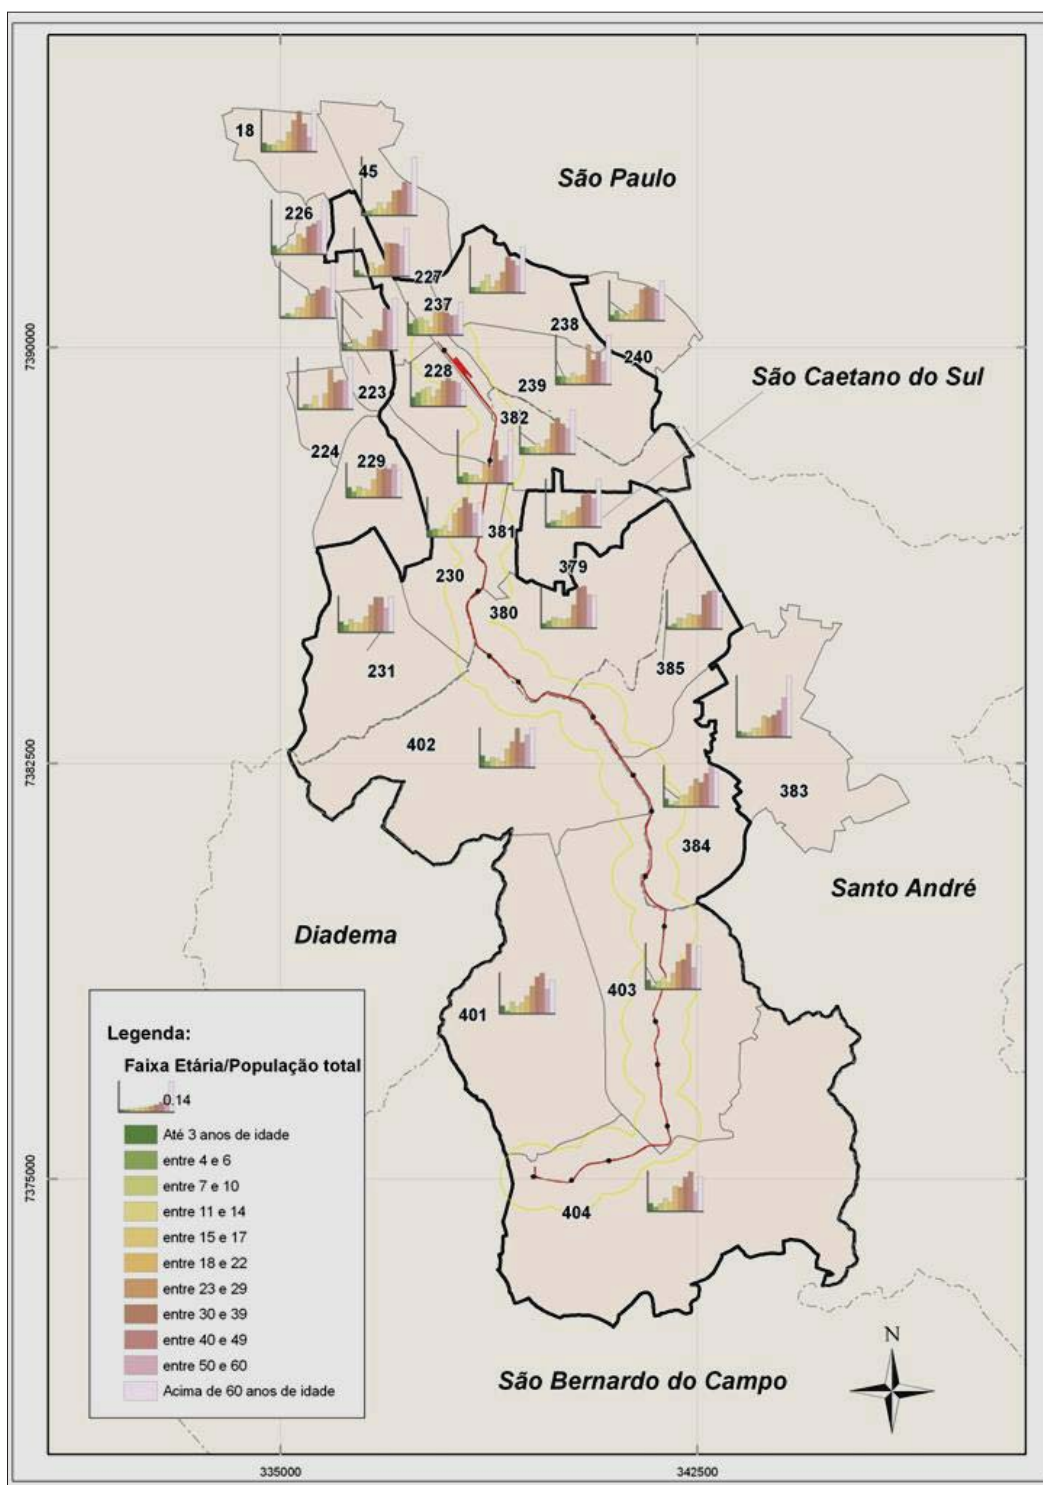 18
45
São Paulo
226
227
237
238
240
228
239
São Caetano do Sul
223
382
224
229
381
379
230
380
231
385
402
383
384
Santo André
Diadema
403
401
404
São Bernardo do Campo
7390000
7382500
7375000
335000
342500
N
Legenda:
Faixa Etária/População total
0.14
Até 3 anos de idade
entre 4 e 6
entre 7 e 10
entre 11 e 14
entre 15 e 17
entre 18 e 22
entre 23 e 29
entre 30 e 39
entre 40 e 49
entre 50 e 60
Acima de 60 anos de idade